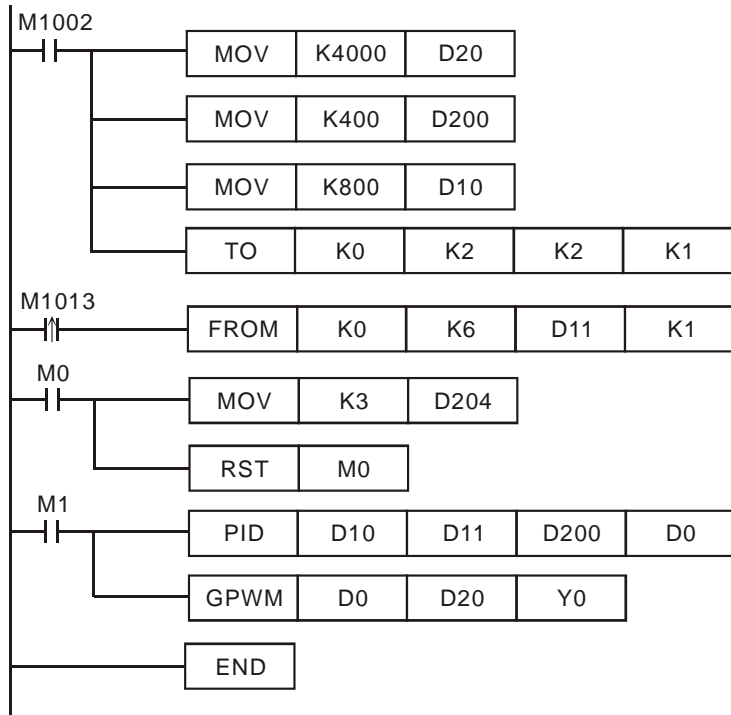 M1002
MOV K4000 D20
MOV K400 D200
MOV K800 D10
TO K0 K2 K2 K1
M1013
FROM K0 K6 D11 K1
M0
MOV K3 D204
RST M0
M1
PID D10 D11 D200 D0
GPWM D0 D20 Y0
END